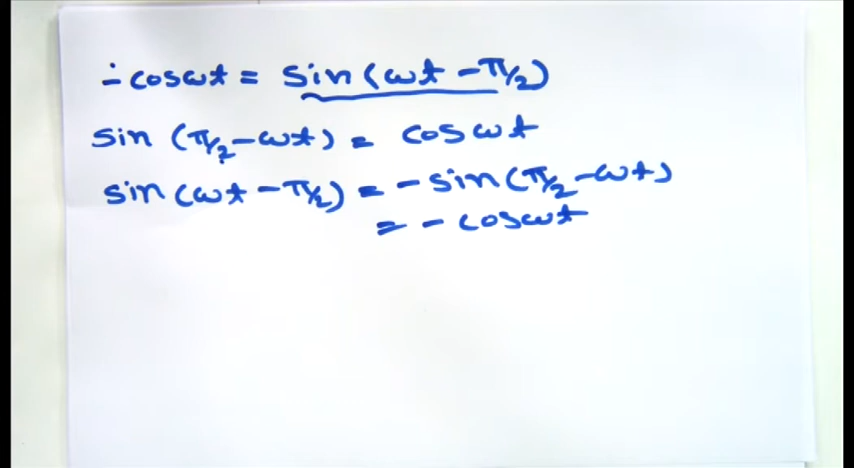 - cosωt = sin(ωt - π/2)
sin(π/2 - ωt) = cosωt
sin(ωt - π/2) = - sin(π/2 - ωt)
= - cosωt